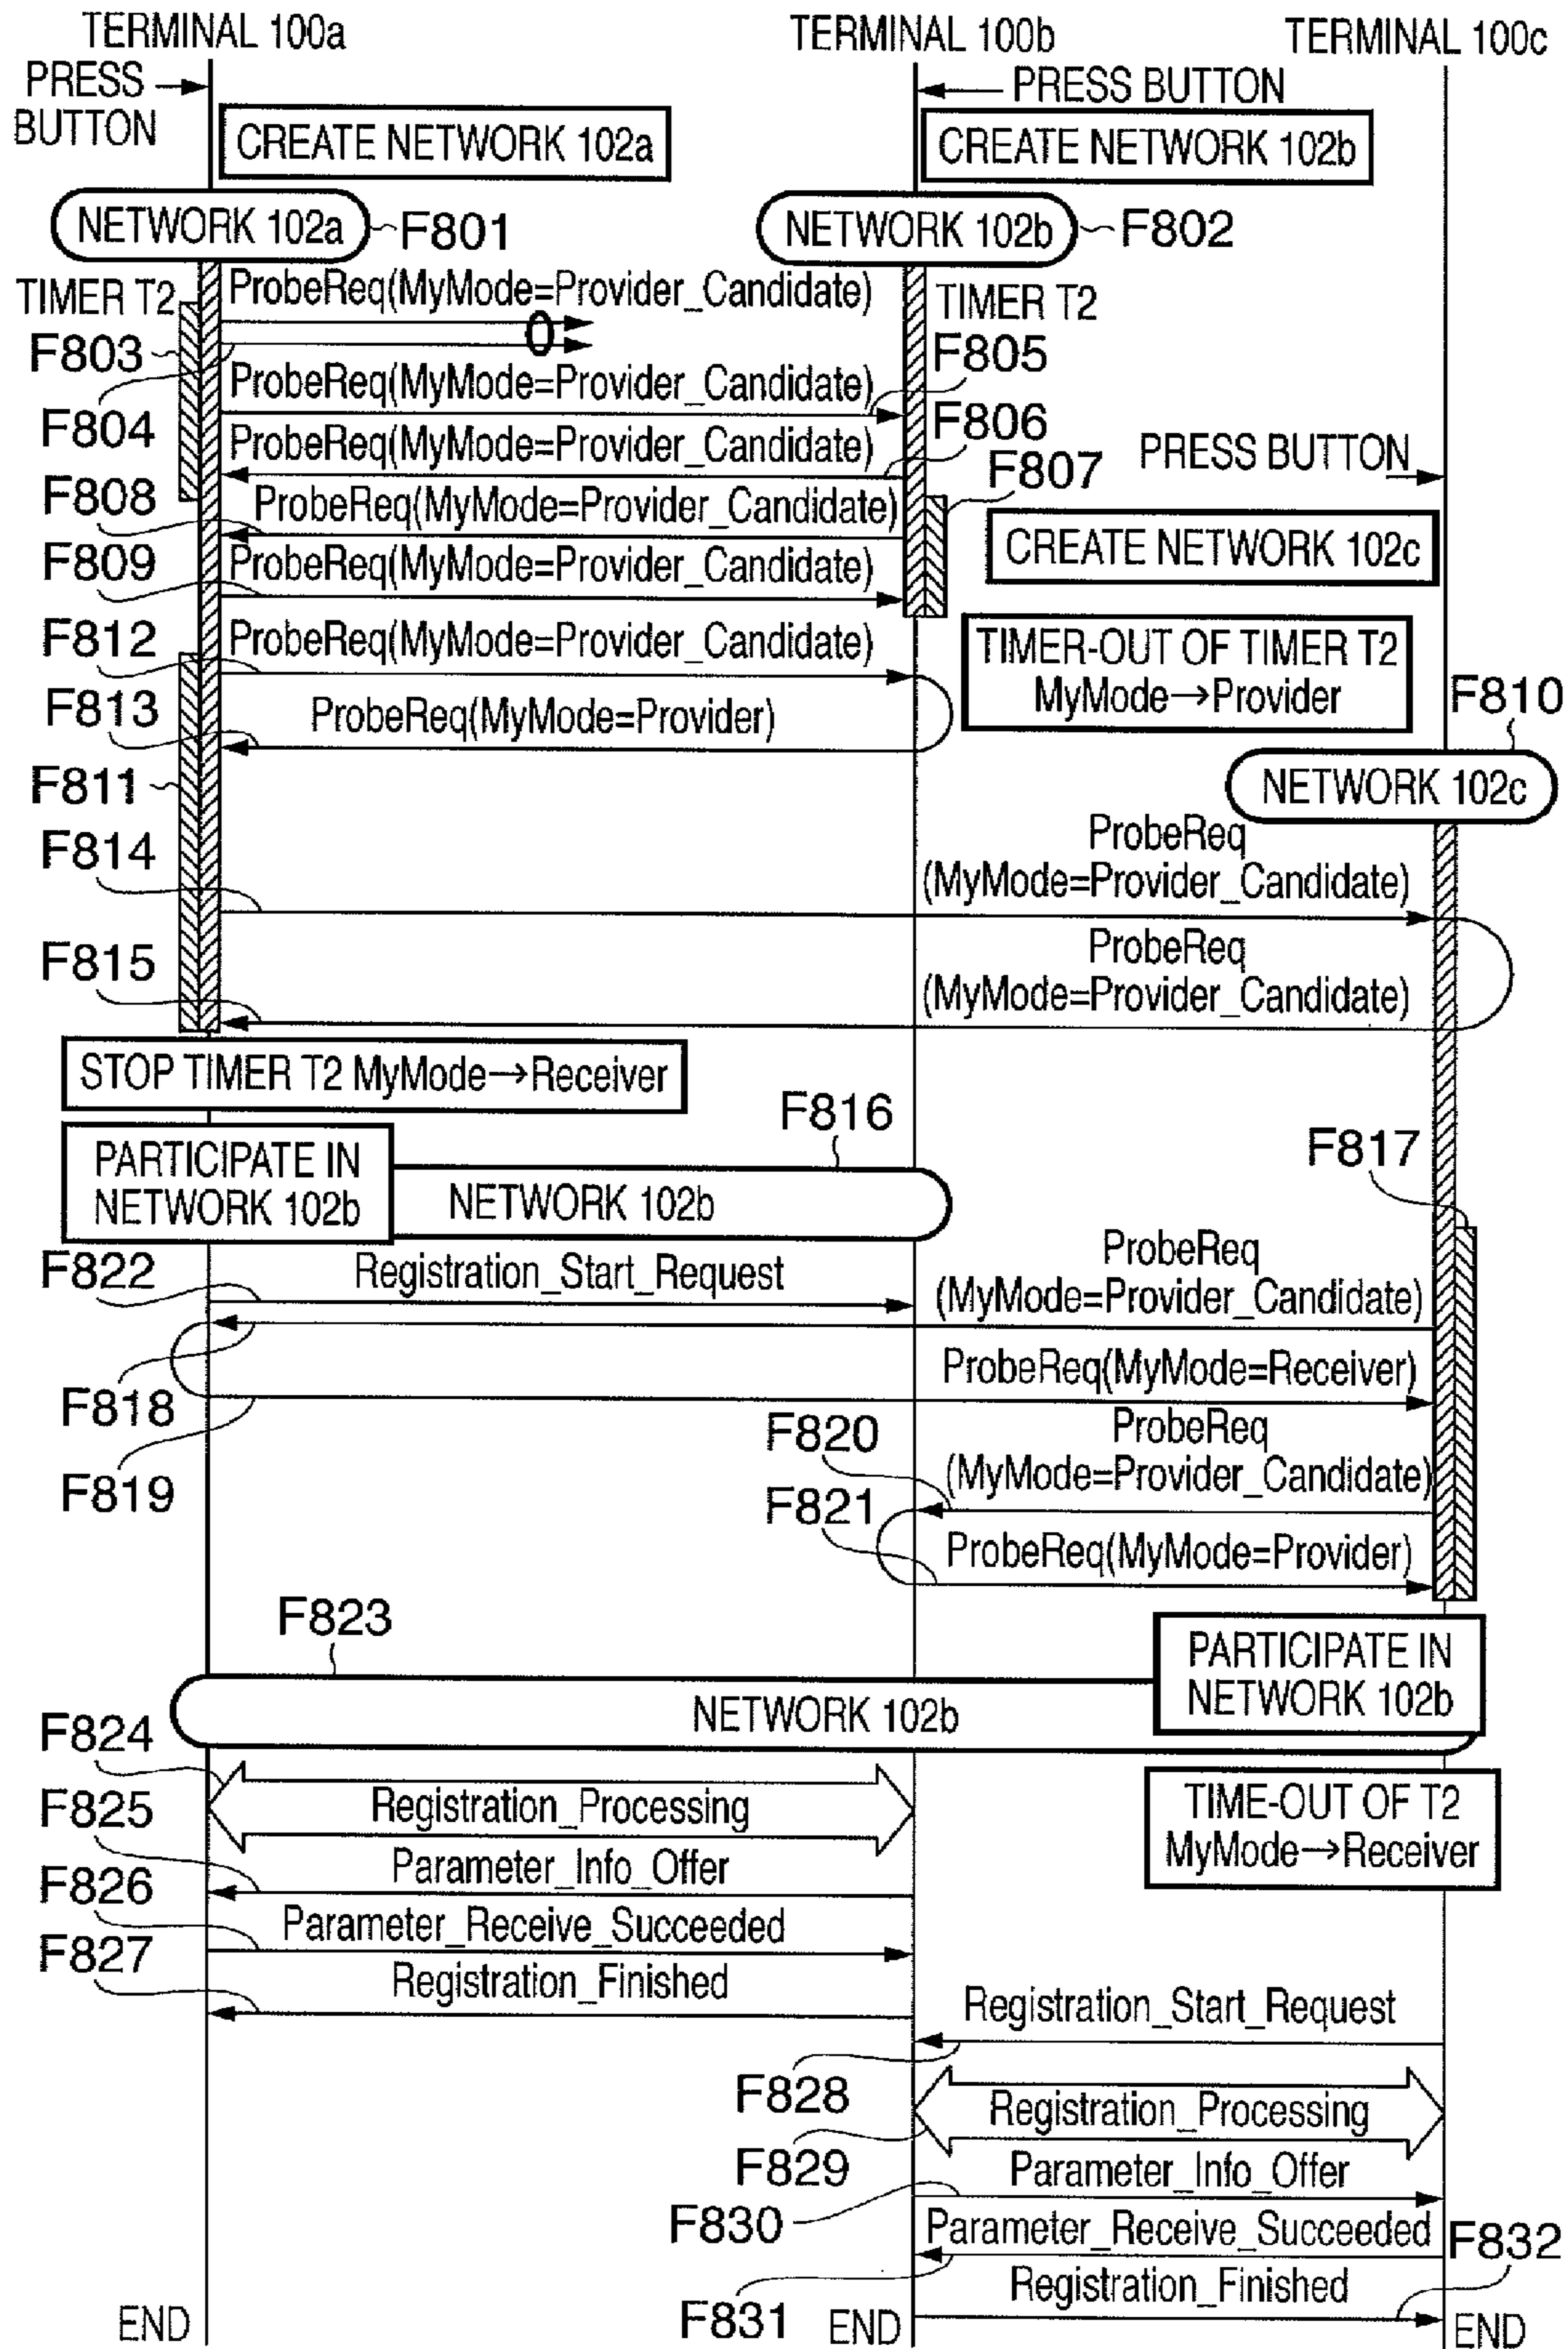 TERMINAL 100a
TERMINAL 100b
TERMINAL 100c
PRESS
BUTTON
PRESS BUTTON
CREATE NETWORK 102a
CREATE NETWORK 102b
NETWORK 102a
F801
NETWORK 102b
F802
TIMER T2
ProbeReq(MyMode=Provider_Candidate)
TIMER T2
F803
F805
ProbeReq(MyMode=Provider_Candidate)
F804
F806
ProbeReq(MyMode=Provider_Candidate)
PRESS BUTTON
F807
F808
ProbeReq(MyMode=Provider_Candidate)
CREATE NETWORK 102c
F809
ProbeReq(MyMode=Provider_Candidate)
F812
ProbeReq(MyMode=Provider_Candidate)
TIMER-OUT OF TIMER T2
MyMode→Provider
F810
F813
ProbeReq(MyMode=Provider)
F811
NETWORK 102c
F814
ProbeReq
(MyMode=Provider_Candidate)
F815
ProbeReq
(MyMode=Provider_Candidate)
STOP TIMER T2 MyMode→Receiver
F816
PARTICIPATE IN
NETWORK 102b
NETWORK 102b
F817
F822
Registration_Start_Request
ProbeReq
(MyMode=Provider_Candidate)
F818
ProbeReq(MyMode=Receiver)
F819
F820
ProbeReq
(MyMode=Provider_Candidate)
F821
ProbeReq(MyMode=Provider)
F823
PARTICIPATE IN
NETWORK 102b
NETWORK 102b
F824
Registration_Processing
TIME-OUT OF T2
MyMode→Receiver
F825
Parameter_Info_Offer
F826
Parameter_Receive_Succeeded
F827
Registration_Finished
Registration_Start_Request
F828
Registration_Processing
F829
Parameter_Info_Offer
F830
Parameter_Receive_Succeeded
F832
F831
Registration_Finished
END
END
END